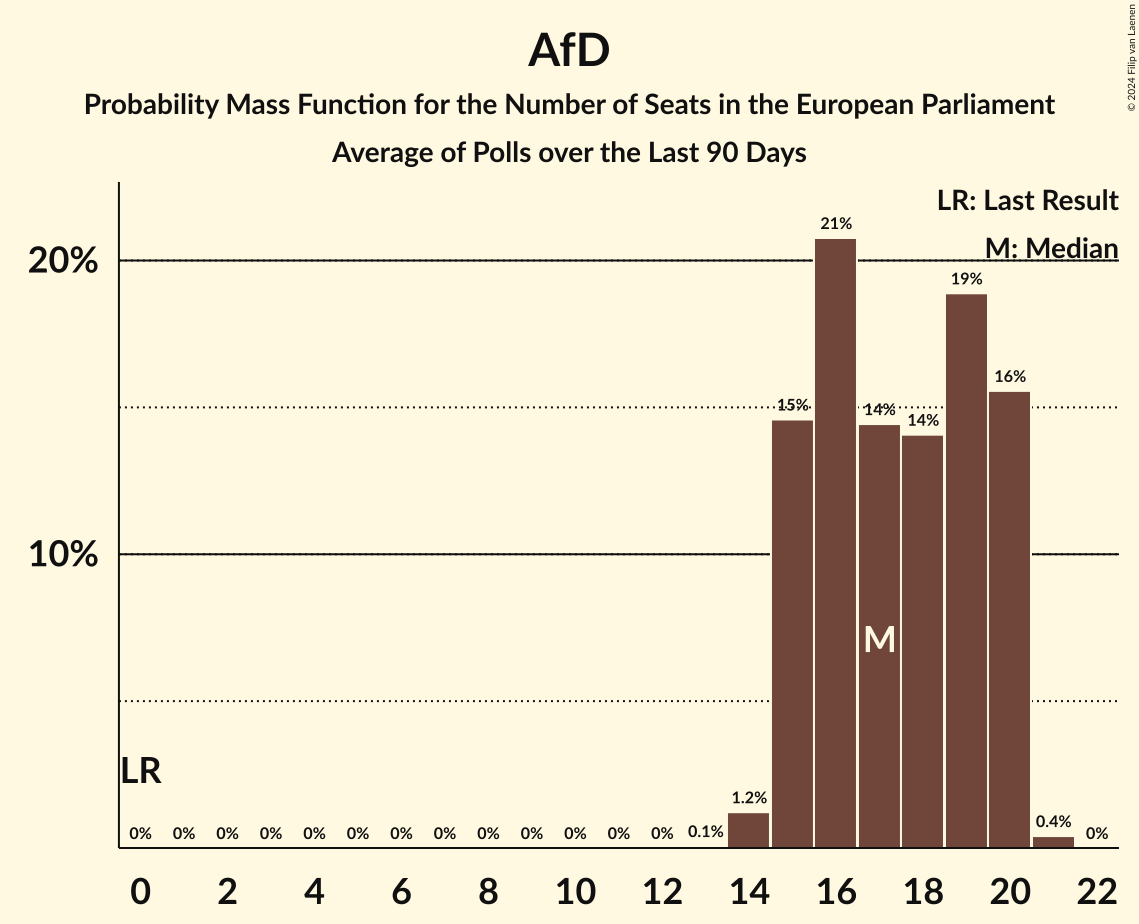 AfD
Probability Mass Function for the Number of Seats in the European Parliament
Average of Polls over the Last 90 Days
© 2024 Filip van Laenen
LR: Last Result
M: Median
20%
10%
21%
19%
16%
15%
14%
14%
M
LR
0% 0% 0% 0% 0% 0% 0% 0% 0% 0% 0% 0% 0% 0.1% 1.2% 0.4% 0%
0 2 4 6 8 10 12 14 16 18 20 22